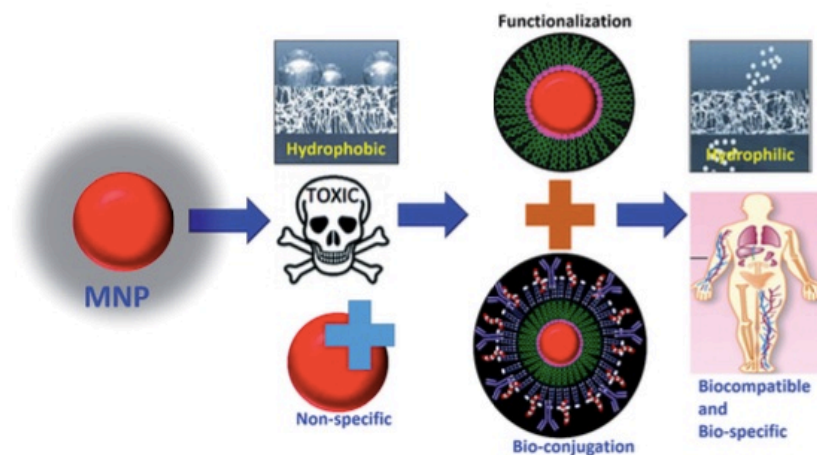 MNP
Hydrophobic
TOXIC
Non-specific
Functionalization
Bio-conjugation
Hydrophilic
Biocompatible
and
Bio-specific